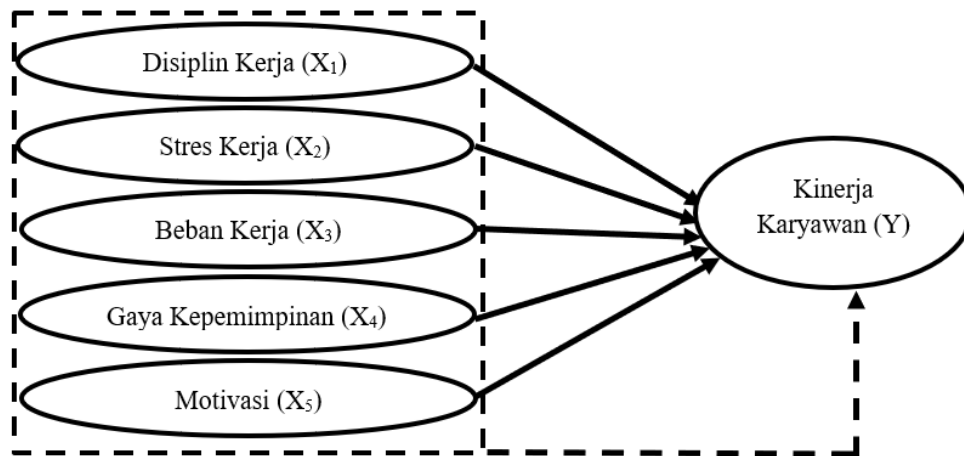 Disiplin Kerja (X₁)
Stres Kerja (X₂)
Beban Kerja (X₃)
Gaya Kepemimpinan (X₄)
Motivasi (X₅)
Kinerja
Karyawan (Y)